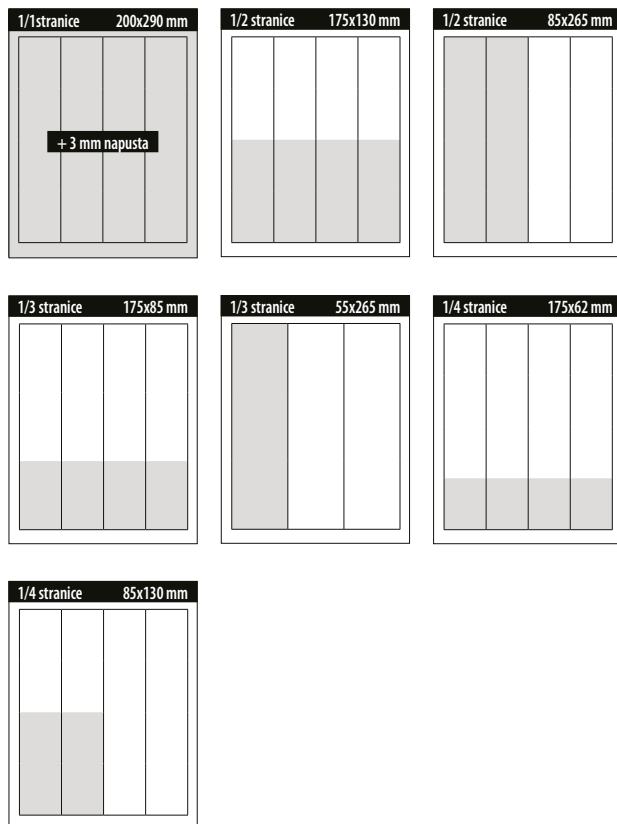 1/1stranice 200x290 mm
+ 3 mm napusta
1/2 stranice 175x130 mm
1/2 stranice 85x265 mm
1/3 stranice 175x85 mm
1/3 stranice 55x265 mm
1/4 stranice 175x62 mm
1/4 stranice 85x130 mm